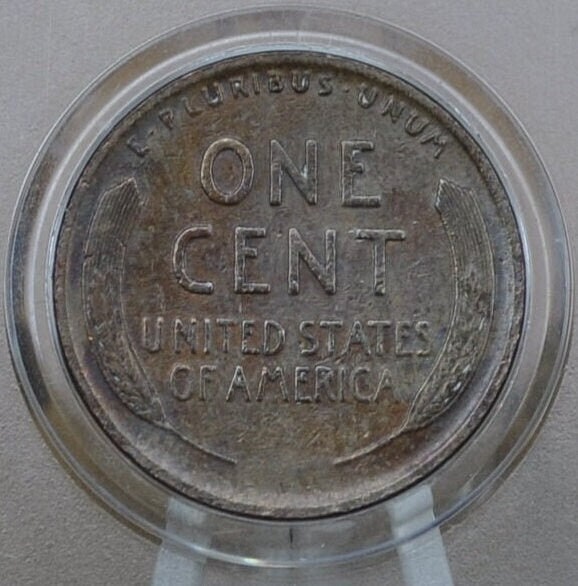 E·PLURIBUS·UNUM
ONE
CENT
UNITED STATES
OF AMERICA